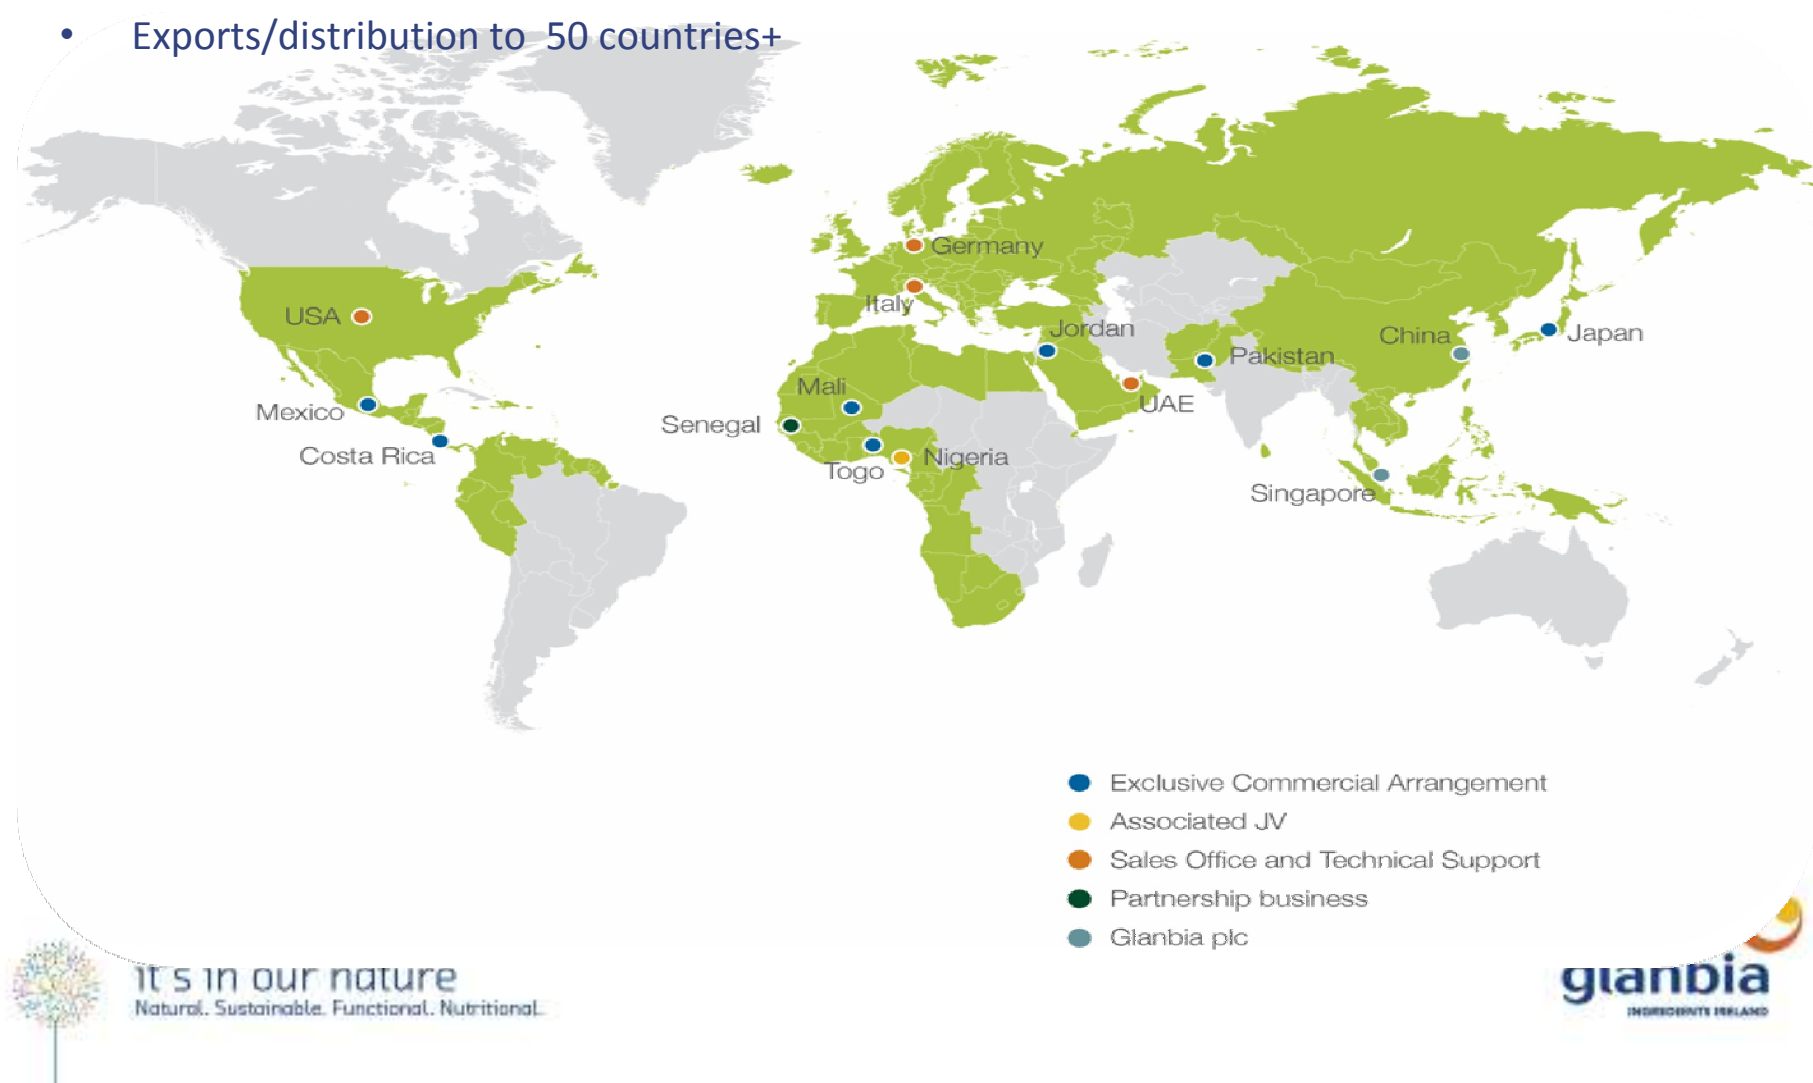 • Exports/distribution to 50 countries+
Germany
Italy
USA
Jordan
China
Japan
Pakistan
Mali
UAE
Mexico
Senegal
Costa Rica
Togo
Nigeria
Singapore
Exclusive Commercial Arrangement
Associated JV
Sales Office and Technical Support
Partnership business
Glanbia plc
it's in our nature
Natural. Sustainable. Functional. Nutritional.
glanbia
INGREDIENTS IRELAND